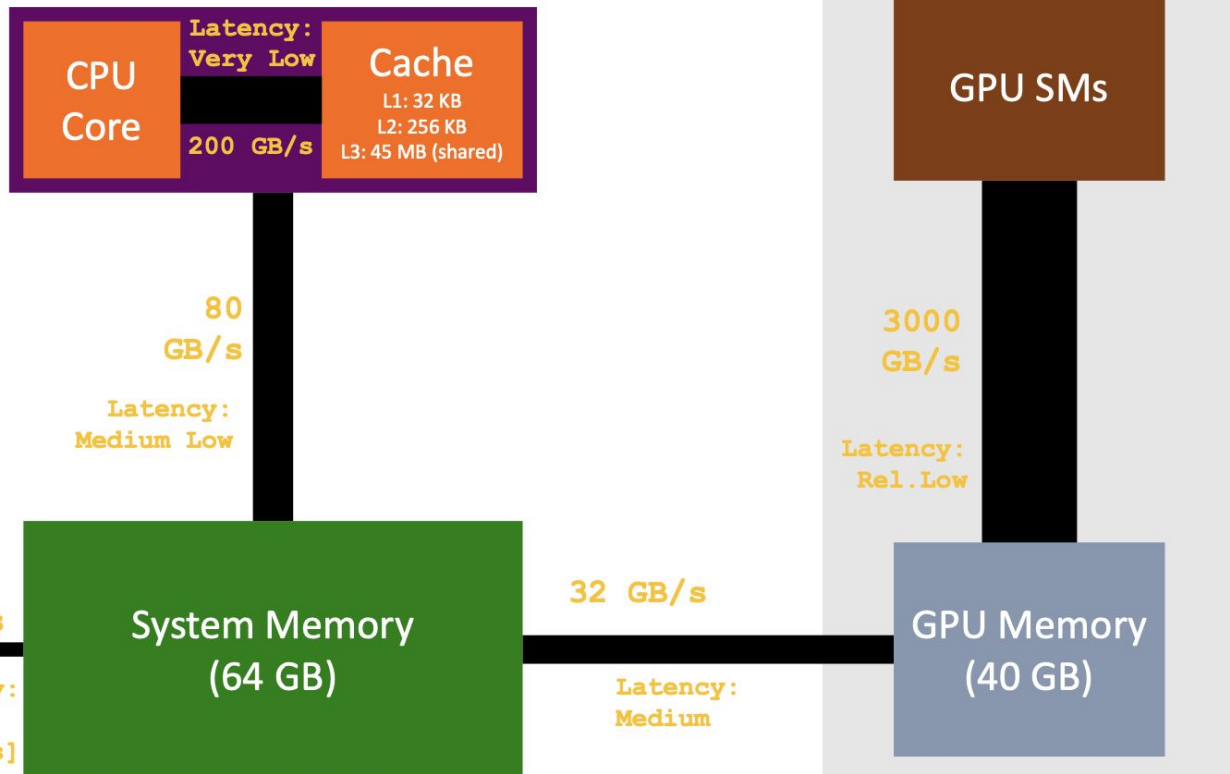 Latency:
Very Low
CPU
Core
200 GB/s
Cache
L1: 32 KB
L2: 256 KB
L3: 45 MB (shared)
GPU SMs
80
GB/s
Latency:
Medium Low
3000
GB/s
Latency:
Rel.Low
System Memory
(64 GB)
32 GB/s
Latency:
Medium
GPU Memory
(40 GB)